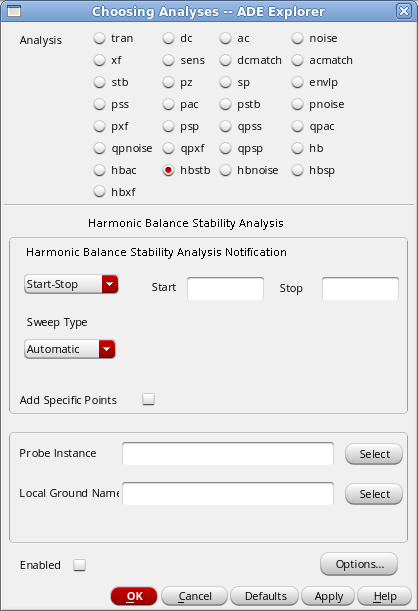 Choosing Analyses -- ADE Explorer
Analysis tran dc ac noise
xf sens dcmatch acmatch
stb pz sp envlp
pss pac pstb pnoise
pxf psp qpss qpac
qpnoise qpxf qpsp hb
hbac hbstb hbnoise hbsp
hbxf
Harmonic Balance Stability Analysis
Harmonic Balance Stability Analysis Notification
Start-Stop Start Stop
Sweep Type
Automatic
Add Specific Points
Probe Instance Select
Local Ground Name Select
Enabled Options...
OK Cancel Defaults Apply Help